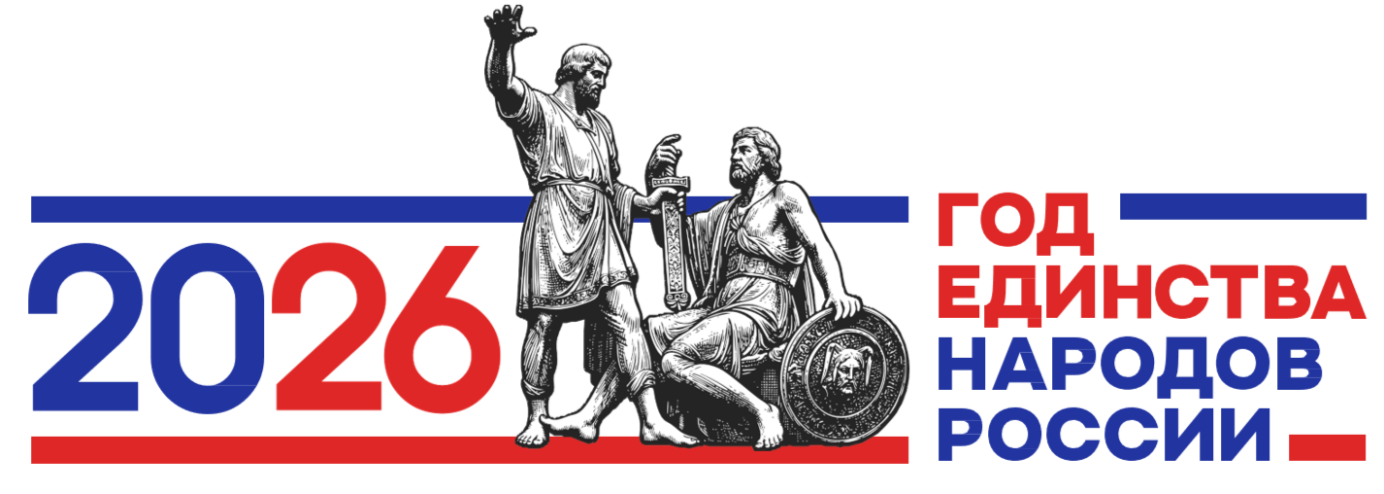 2026
ГОД
ЕДИНСТВА
НАРОДОВ
РОССИИ